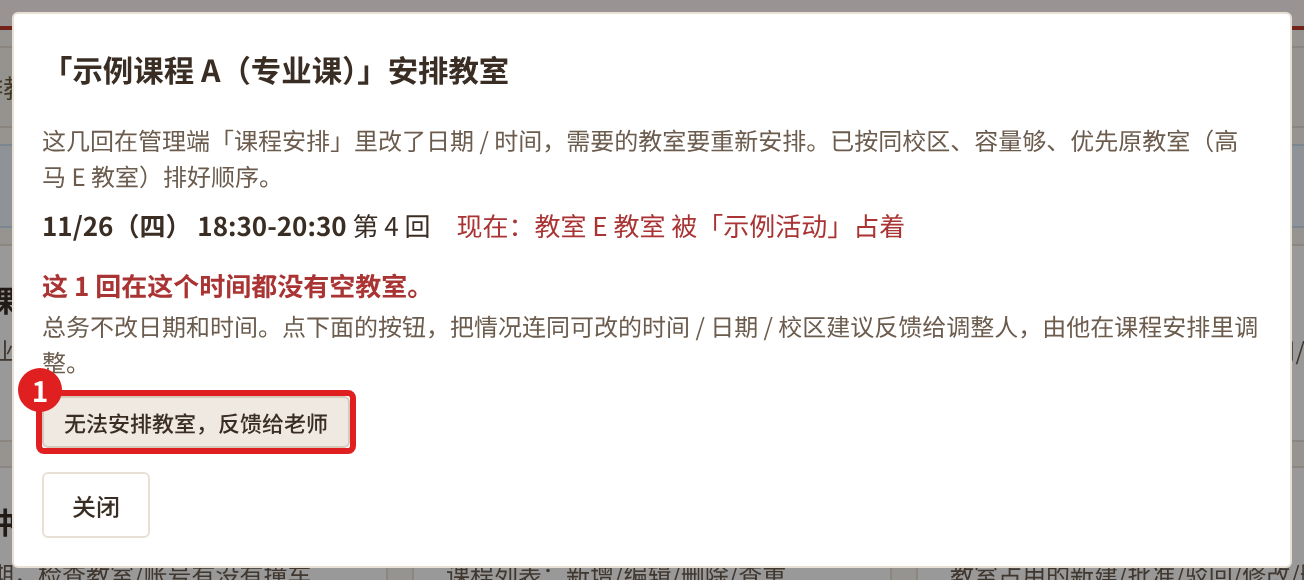 「示例课程 A（专业课）」安排教室
这几回在管理端「课程安排」里改了日期 / 时间，需要的教室要重新安排。已按同校区、容量够、优先原教室（高
马 E 教室）排好顺序。
11/26（四） 18:30-20:30 第 4 回 现在：教室 E 教室 被「示例活动」占着
这 1 回在这个时间都没有空教室。
总务不改日期和时间。点下面的按钮，把情况连同可改的时间 / 日期 / 校区建议反馈给调整人，由他在课程安排里调
整。
1
无法安排教室，反馈给老师
关闭